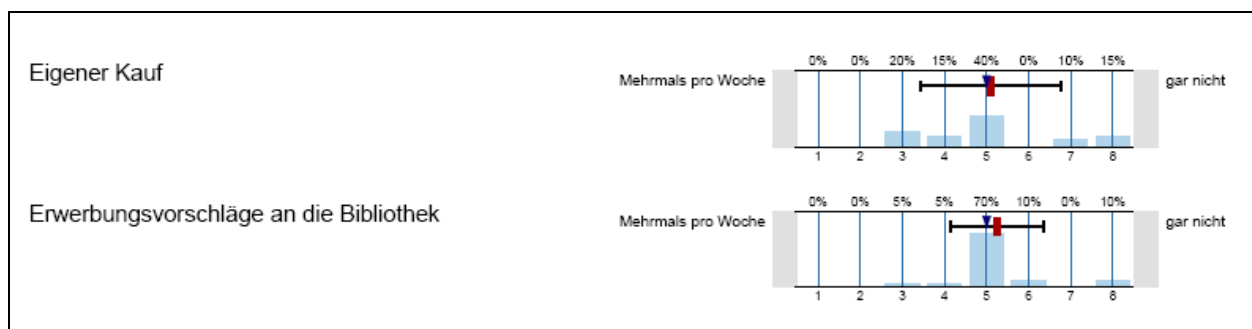 Eigener Kauf
0% 0% 20% 15% 40% 0% 10% 15%
Mehrmals pro Woche gar nicht
1 2 3 4 5 6 7 8
Erwerbungsvorschläge an die Bibliothek
0% 0% 5% 5% 70% 10% 0% 10%
Mehrmals pro Woche gar nicht
1 2 3 4 5 6 7 8